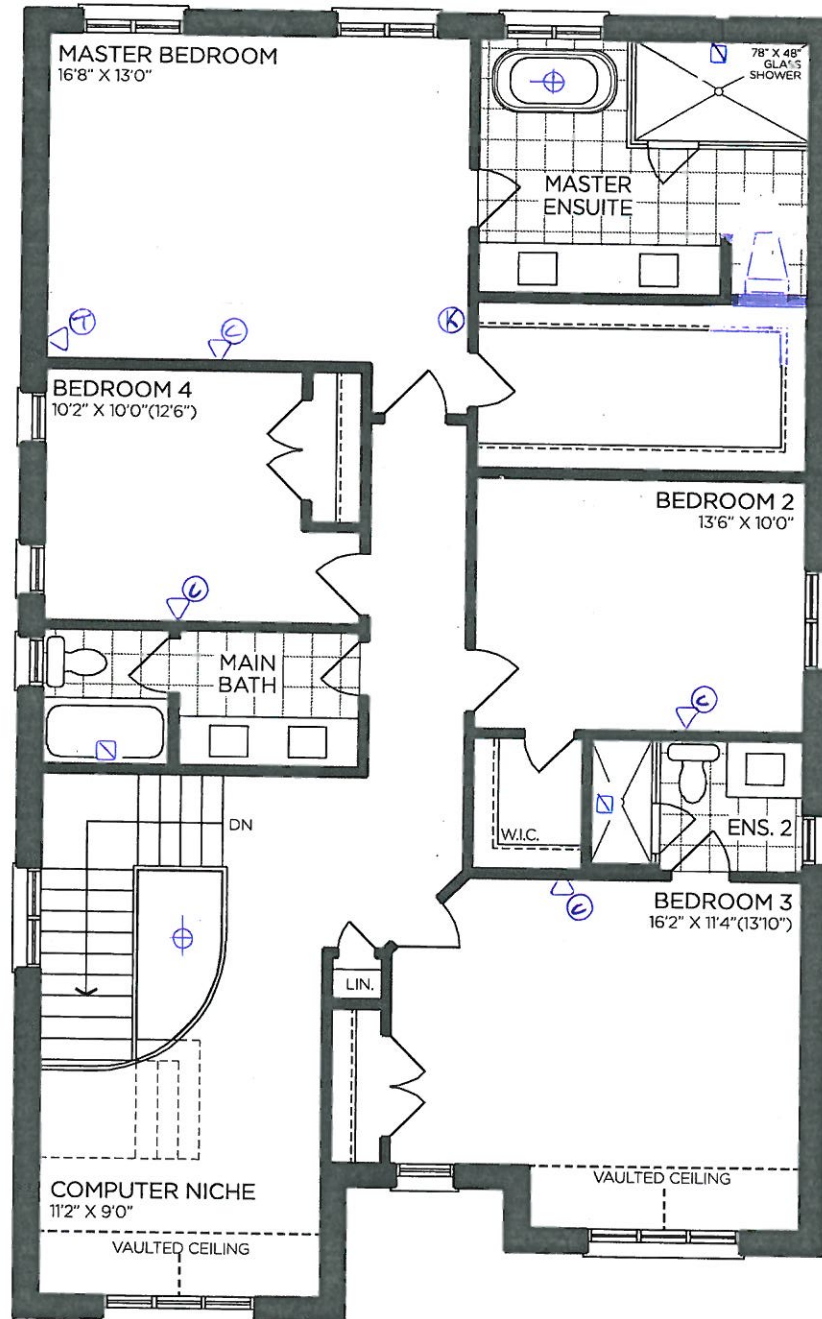 MASTER BEDROOM
16'8" X 13'0"
78" X 48"
GLASS
SHOWER
MASTER
ENSUITE
T
C
K
BEDROOM 4
10'2" X 10'0"(12'6")
BEDROOM 2
13'6" X 10'0"
C
MAIN
BATH
C
DN
W.I.C.
ENS. 2
C
BEDROOM 3
16'2" X 11'4"(13'10")
LIN.
COMPUTER NICHE
11'2" X 9'0"
VAULTED CEILING
VAULTED CEILING